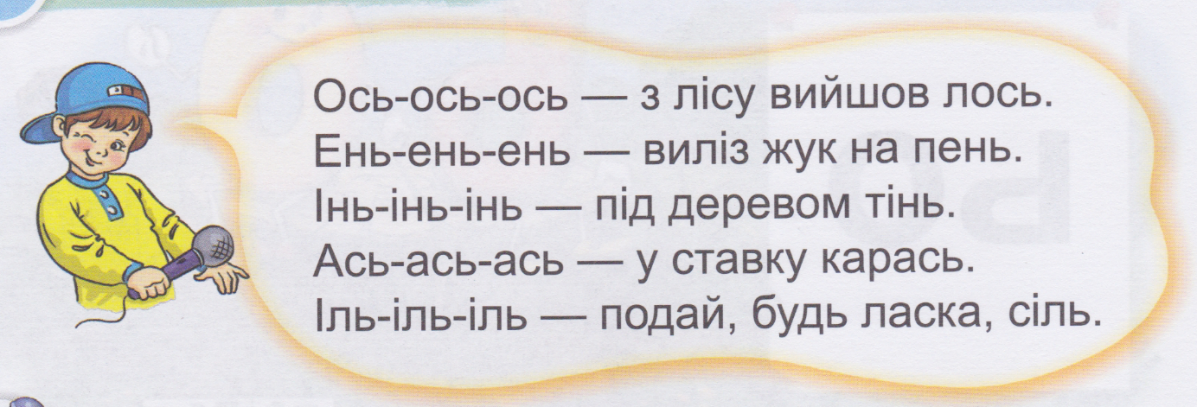 Ось-ось-ось — з лісу вийшов лось.
Ень-ень-ень — виліз жук на пень.
Інь-інь-інь — під деревом тінь.
Ась-ась-ась — у ставку карась.
Іль-іль-іль — подай, будь ласка, сіль.